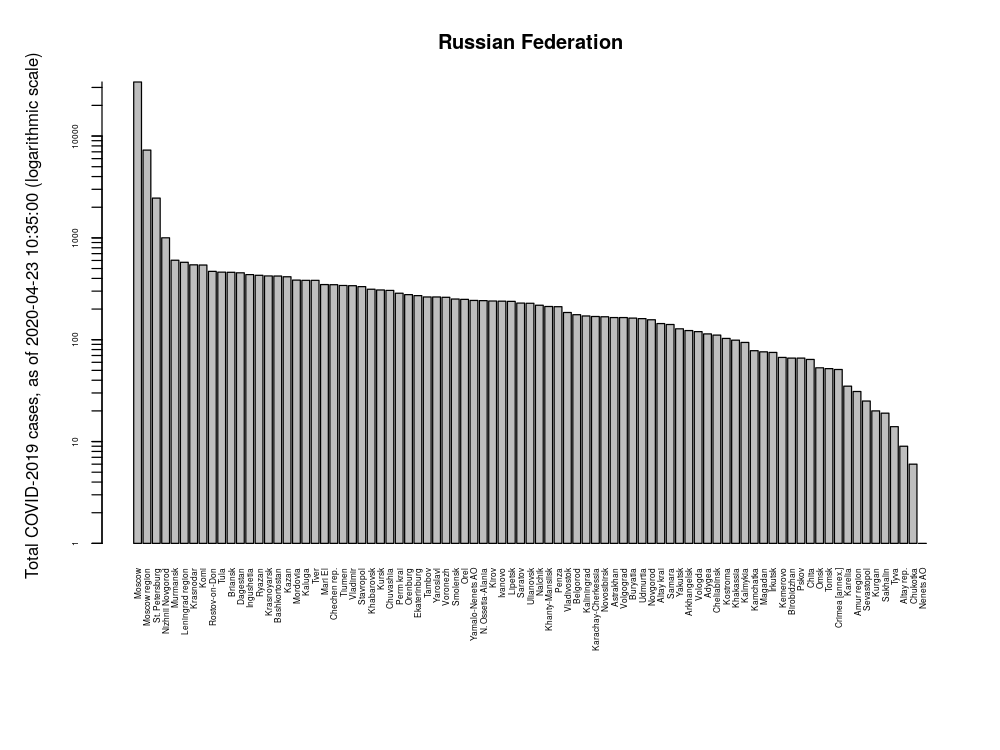 Russian Federation
Total COVID-2019 cases, as of 2020-04-23 10:35:00 (logarithmic scale)
10000
1000
100
10
1
Moscow
Moscow region
St. Petersburg
Nizhnii Novgorod
Murmansk
Leningrad region
Krasnodar
Komi
Rostov-on-Don
Tula
Briansk
Dagestan
Ingushetia
Ryazan
Krasnoyarsk
Bashkortostan
Kazan
Mordovia
Kaluga
Tver
Mari El
Chechen rep.
Tiumen
Vladimir
Stavropol
Khabarovsk
Kursk
Chuvashia
Perm krai
Orenburg
Ekaterinburg
Tambov
Yaroslavl
Voronezh
Smolensk
Orel
Yamalo-Nenets AO
N.Ossetia-Alania
Kirov
Ivanovo
Lipetsk
Saratov
Ulianovsk
Nalchik
Khanty-Mansiisk
Penza
Vladivostok
Belgorod
Kaliningrad
Karachay-Cherkessia
Novosibirsk
Astrakhan
Volgograd
Buryatia
Udmurtia
Novgorod
Altay krai
Samara
Yakutsk
Arkhangelsk
Vologda
Adygea
Cheliabinsk
Kostroma
Khakassia
Kalmykia
Kamchatka
Magadan
Irkutsk
Kemerovo
Birobidzhan
Pskov
Chita
Omsk
Tomsk
Crimea [annex.]
Karelia
Amur region
Sevastopol
Kurgan
Sakhalin
Tyva
Altay rep.
Chukotka
Nenets AO